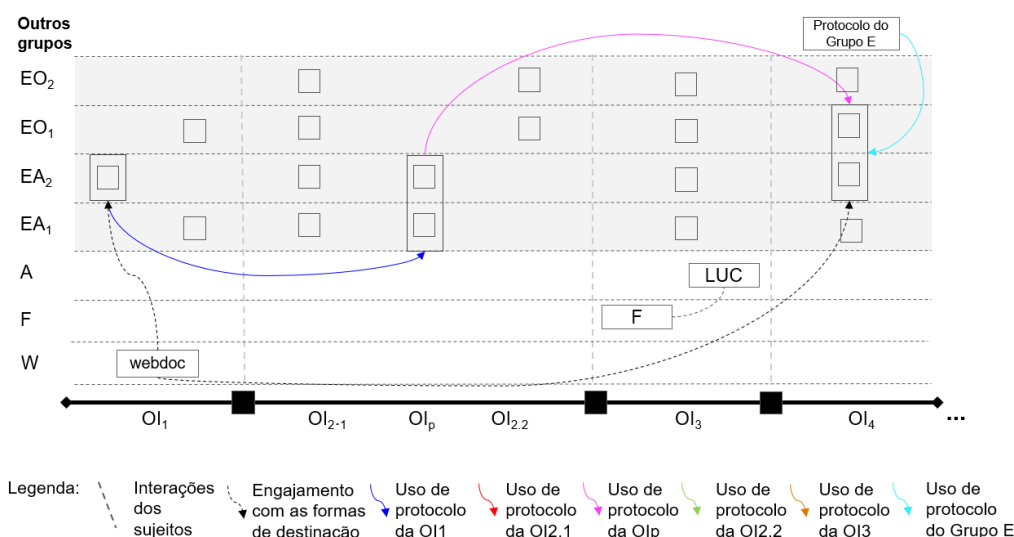 Outros
grupos
Protocolo do
Grupo E
EO2
EO1
EA2
EA1
A
LUC
F
F
W
webdoc
OI1
OI2.1
OIp
OI2.2
OI3
OI4
...
Legenda:
Interações
dos
sujeitos
Engajamento
com as formas
de destinação
Uso de
protocolo
da OI1
Uso de
protocolo
da OI2.1
Uso de
protocolo
da OIp
Uso de
protocolo
da OI2.2
Uso de
protocolo
da OI3
Uso de
protocolo
do Grupo E